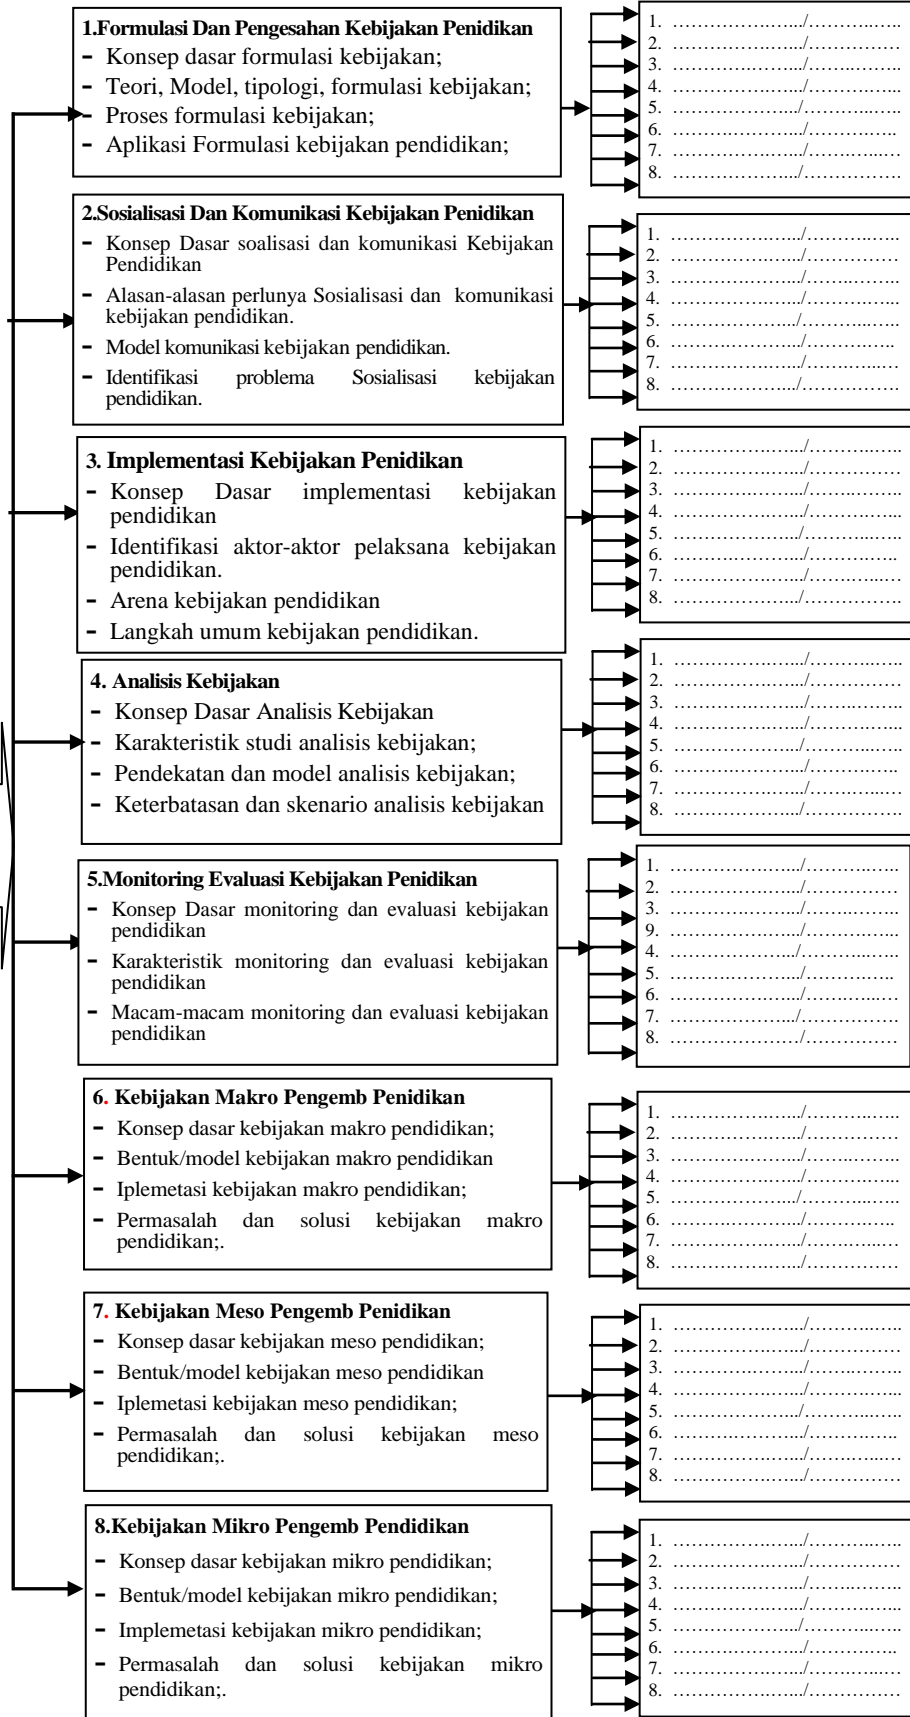 1.Formulasi Dan Pengesahan Kebijakan Penidikan
- Konsep dasar formulasi kebijakan;
- Teori, Model, tipologi, formulasi kebijakan;
- Proses formulasi kebijakan;
- Aplikasi Formulasi kebijakan pendidikan;
1. …………………../……………..
2. …………………../……………
3. …………………../……………..
4. …………………../……………..
5. …………………./…………….
6. …………………../…………..
7. …………………../………………
8. …………………./…………….
2.Sosialisasi Dan Komunikasi Kebijakan Penidikan
- Konsep Dasar soalisasi dan komunikasi Kebijakan
Pendidikan
- Alasan-alasan perlunya Sosialisasi dan komunikasi
kebijakan pendidikan.
- Model komunikasi kebijakan pendidikan.
- Identifikasi problema Sosialisasi kebijakan
pendidikan.
1. …………………../……………..
2. …………………../……………
3. …………………../……………..
4. …………………../……………..
5. …………………./…………….
6. …………………../…………..
7. …………………../………………
8. …………………./…………….
3. Implementasi Kebijakan Penidikan
- Konsep Dasar implementasi kebijakan
pendidikan
- Identifikasi aktor-aktor pelaksana kebijakan
pendidikan.
- Arena kebijakan pendidikan
- Langkah umum kebijakan pendidikan.
1. …………………../……………..
2. …………………../……………
3. …………………../……………..
4. …………………../……………..
5. …………………./…………….
6. …………………../…………..
7. …………………../………………
8. …………………./…………….
4. Analisis Kebijakan
- Konsep Dasar Analisis Kebijakan
- Karakteristik studi analisis kebijakan;
- Pendekatan dan model analisis kebijakan;
- Keterbatasan dan skenario analisis kebijakan
1. …………………../……………..
2. …………………../……………
3. …………………../……………..
4. …………………../……………..
5. …………………./…………….
6. …………………../…………..
7. …………………../………………
8. …………………./…………….
5.Monitoring Evaluasi Kebijakan Penidikan
- Konsep Dasar monitoring dan evaluasi kebijakan
pendidikan
- Karakteristik monitoring dan evaluasi kebijakan
pendidikan
- Macam-macam monitoring dan evaluasi kebijakan
pendidikan
1. …………………../……………..
2. …………………../……………
3. …………………../……………..
9. …………………../……………..
4. …………………./…………….
5. …………………../…………..
6. …………………../………………
7. …………………./…………….
8. …………………../……………
6. Kebijakan Makro Pengemb Penidikan
- Konsep dasar kebijakan makro pendidikan;
- Bentuk/model kebijakan makro pendidikan
- Iplemetasi kebijakan makro pendidikan;
- Permasalah dan solusi kebijakan makro
pendidikan;.
1. …………………../……………..
2. …………………../……………
3. …………………../……………..
4. …………………../……………..
5. …………………./…………….
6. …………………../…………..
7. …………………../………………
8. …………………../……………
7. Kebijakan Meso Pengemb Penidikan
- Konsep dasar kebijakan meso pendidikan;
- Bentuk/model kebijakan meso pendidikan
- Iplemetasi kebijakan meso pendidikan;
- Permasalah dan solusi kebijakan meso
pendidikan;.
1. …………………../……………..
2. …………………../……………
3. …………………../……………..
4. …………………../……………..
5. …………………./…………….
6. …………………../…………..
7. …………………../………………
8. …………………../……………
8.Kebijakan Mikro Pengemb Pendidikan
- Konsep dasar kebijakan mikro pendidikan;
- Bentuk/model kebijakan mikro pendidikan;
- Implemetasi kebijakan mikro pendidikan;
- Permasalah dan solusi kebijakan mikro
pendidikan;.
1. …………………../……………..
2. …………………../……………
3. …………………../……………..
4. …………………../……………..
5. …………………./…………….
6. …………………../…………..
7. …………………../………………
8. …………………../……………